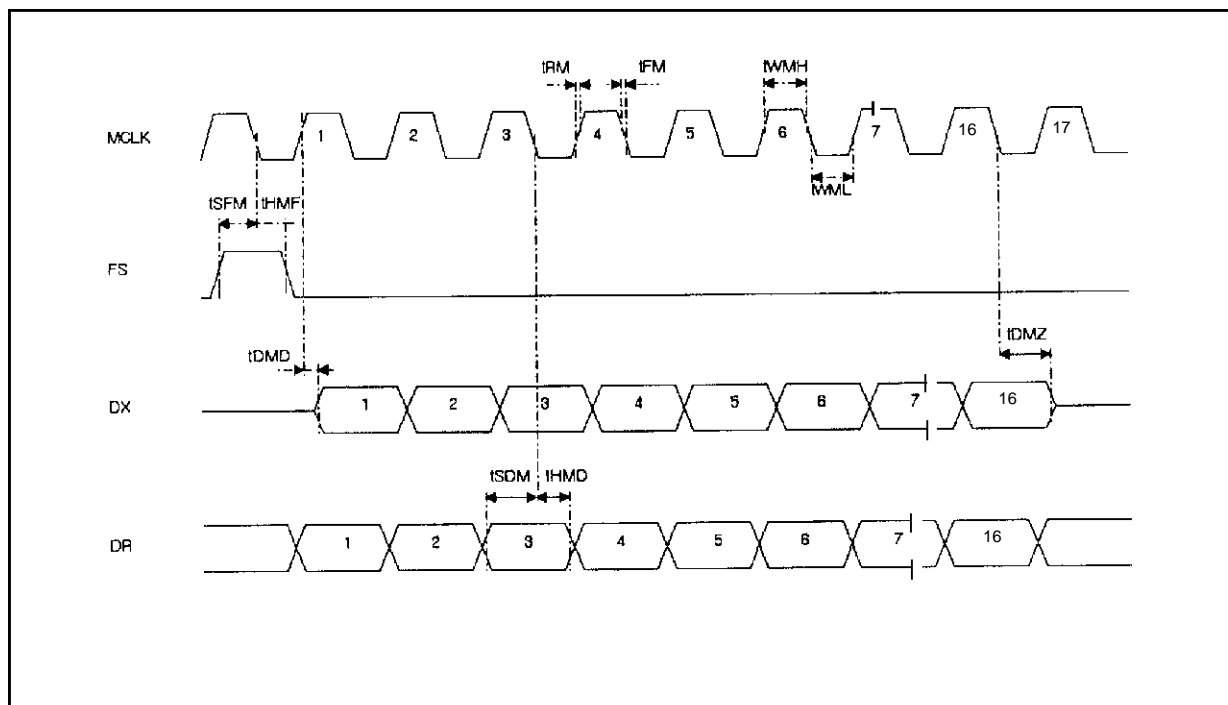 tRM tFM tWMH
MCLK 1 2 3 4 5 6 7 16 17
tWML
tSFM tHMF
FS
tDMD tDMZ
DX 1 2 3 4 5 6 7 16
tSDM tHMD
DR 1 2 3 4 5 6 7 16